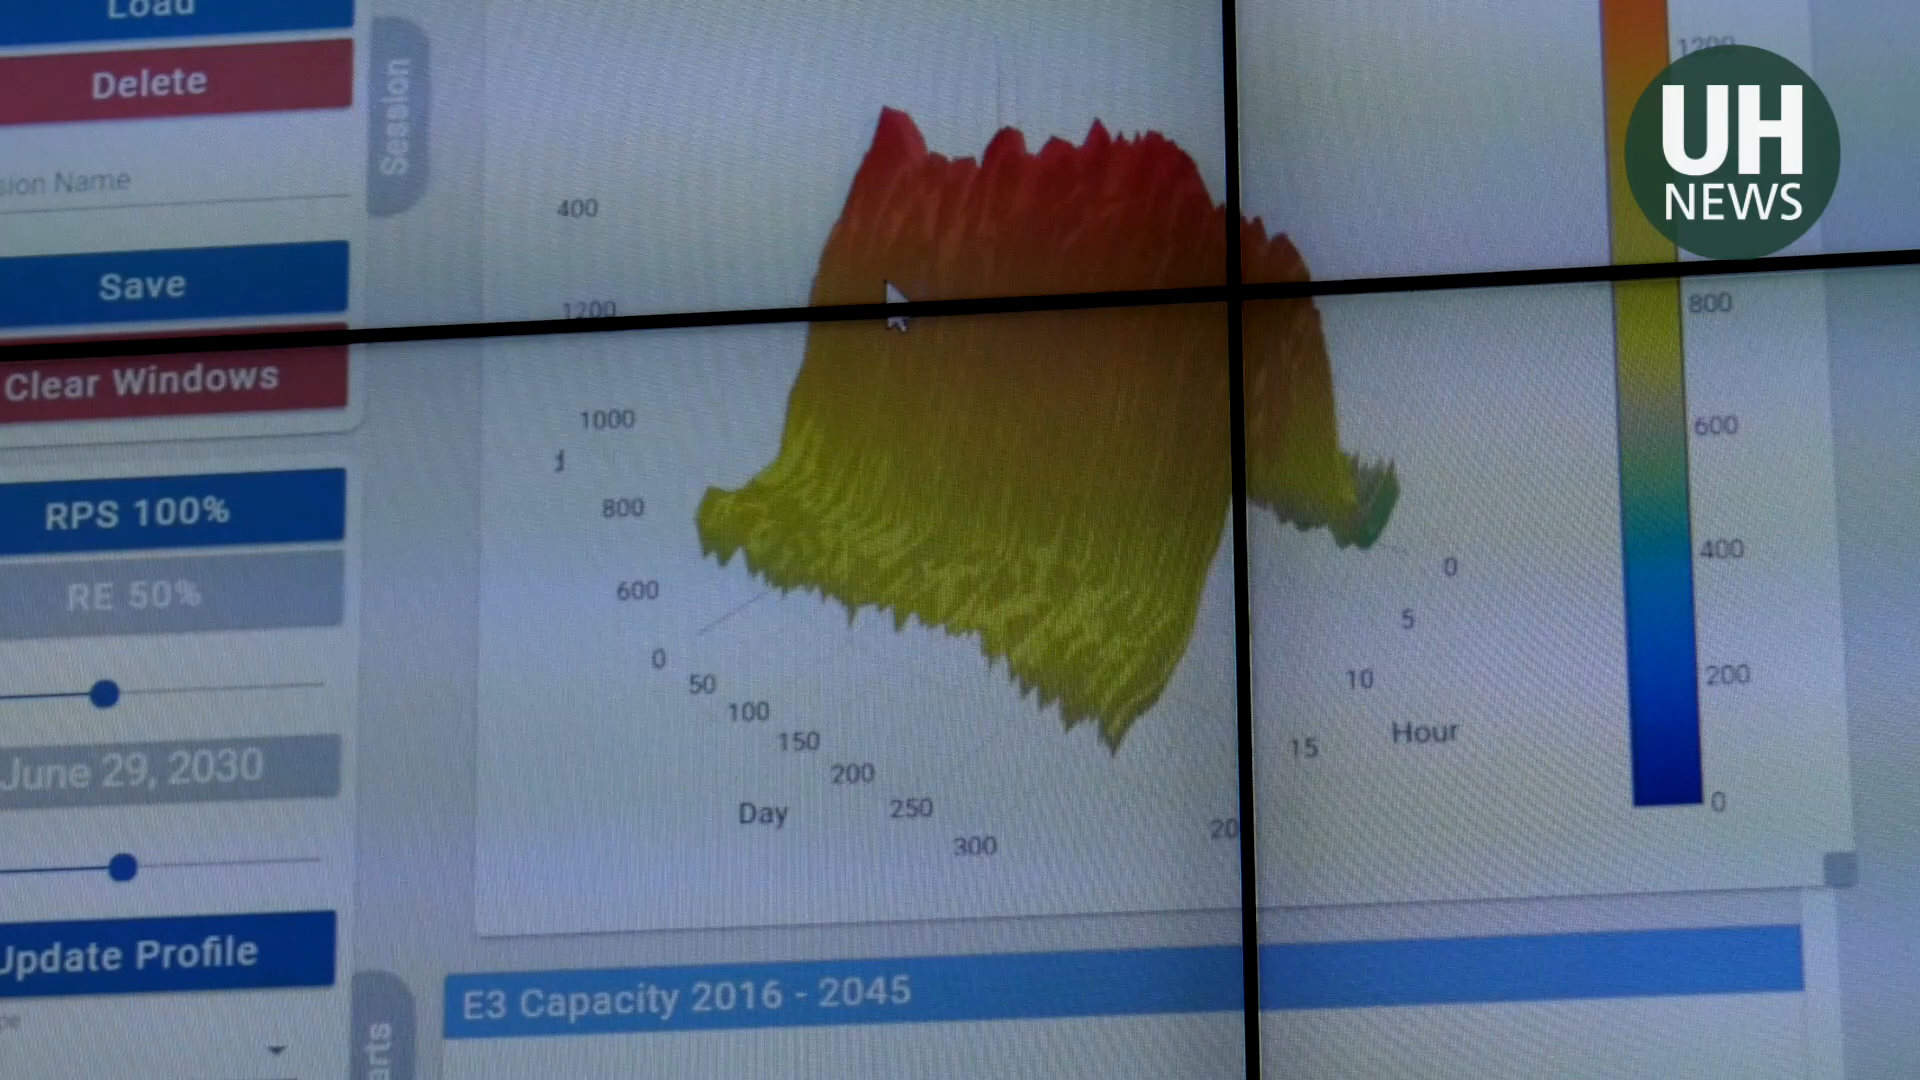 Load
Delete
sion Name
Save
Clear Windows
RPS 100%
RE 50%
June 29, 2030
Update Profile
Session
400
1200
1000
800
600
0
50
100
150
200
250
300
Day
0
5
10
15
20
Hour
1200
800
600
400
200
0
E3 Capacity 2016 - 2045
UH
NEWS